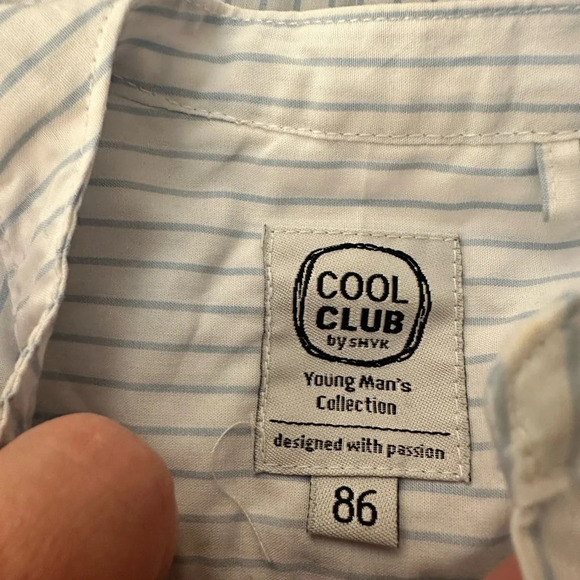 COOL
CLUB
by SMYK
Young Man's
Collection
designed with passion
86